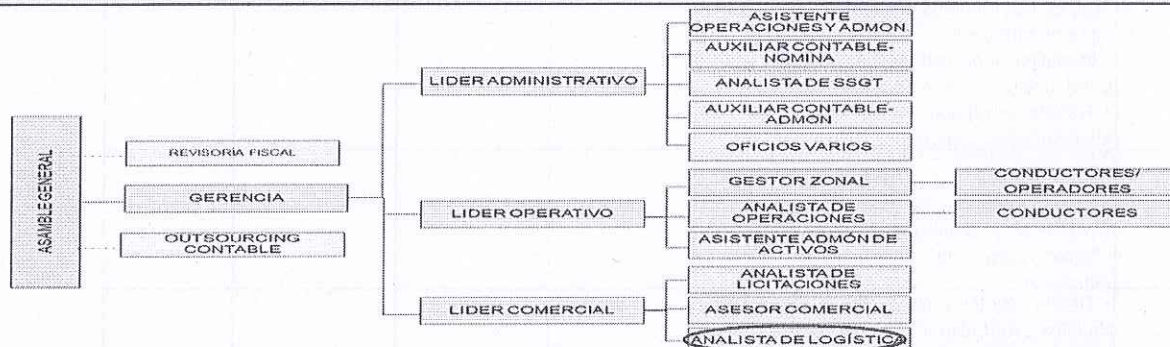 ASAMBLE GENERAL
REVISORÍA FISCAL
GERENCIA
OUTSOURCING
CONTABLE
LIDER ADMINISTRATIVO
LIDER OPERATIVO
LIDER COMERCIAL
ASISTENTE
OPERACIONES Y ADMON
AUXILIAR CONTABLE-
NOMINA
ANALISTA DE SSGT
AUXILIAR CONTABLE-
ADMÓN
OFICIOS VARIOS
GESTOR ZONAL
ANALISTA DE
OPERACIONES
ASISTENTE ADMÓN DE
ACTIVOS
ANALISTA DE
LICITACIONES
ASESOR COMERCIAL
ANALISTA DE LOGÍSTICA
CONDUCTORES/
OPERADORES
CONDUCTORES